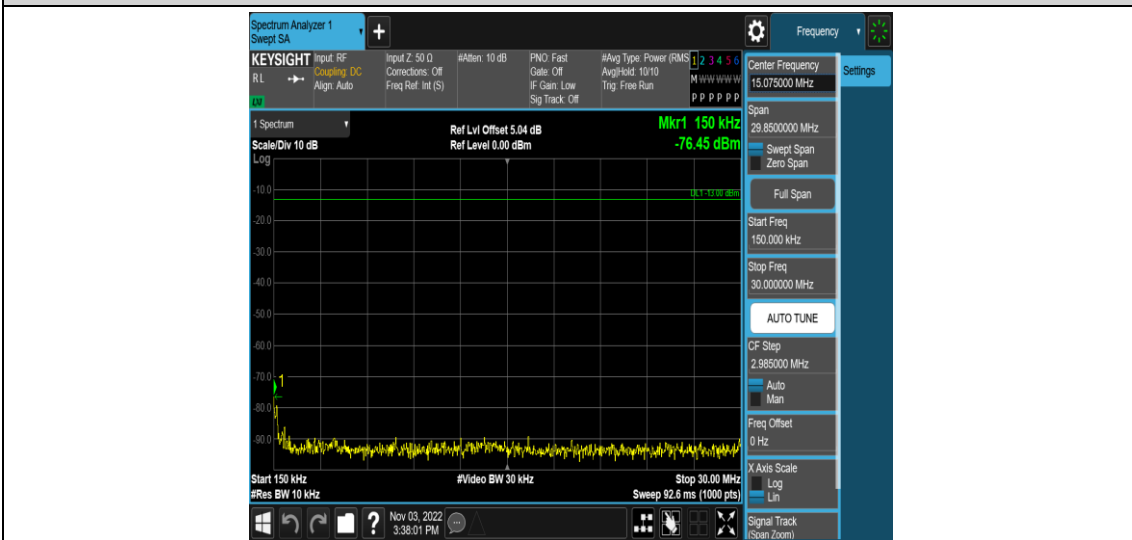 Spectrum Analyzer 1
Swept SA
+
Frequency
KEYSIGHT
RL
LXI
Input: RF
Coupling: DC
Align: Auto
Input Z: 50 Ω
Corrections: Off
Freq Ref: Int (S)
#Atten: 10 dB
PNO: Fast
Gate: Off
IF Gain: Low
Sig Track: Off
#Avg Type: Power (RMS
Avg|Hold: 10/10
Trig: Free Run
1 2 3 4 5 6
M W W W W W
P P P P P P
1 Spectrum
Scale/Div 10 dB
Log
Ref Lvl Offset 5.04 dB
Ref Level 0.00 dBm
Mkr1 150 kHz
-76.45 dBm
DL1 -13.00 dBm
-10.0
-20.0
-30.0
-40.0
-50.0
-60.0
-70.0
1
-80.0
-90.0
Start 150 kHz
#Res BW 10 kHz
#Video BW 30 kHz
Stop 30.00 MHz
Sweep 92.6 ms (1000 pts)
?
Nov 03, 2022
3:38:01 PM
Center Frequency
15.075000 MHz
Settings
Span
29.8500000 MHz
Swept Span
Zero Span
Full Span
Start Freq
150.000 kHz
Stop Freq
30.000000 MHz
AUTO TUNE
CF Step
2.985000 MHz
Auto
Man
Freq Offset
0 Hz
X Axis Scale
Log
Lin
Signal Track
(Span Zoom)